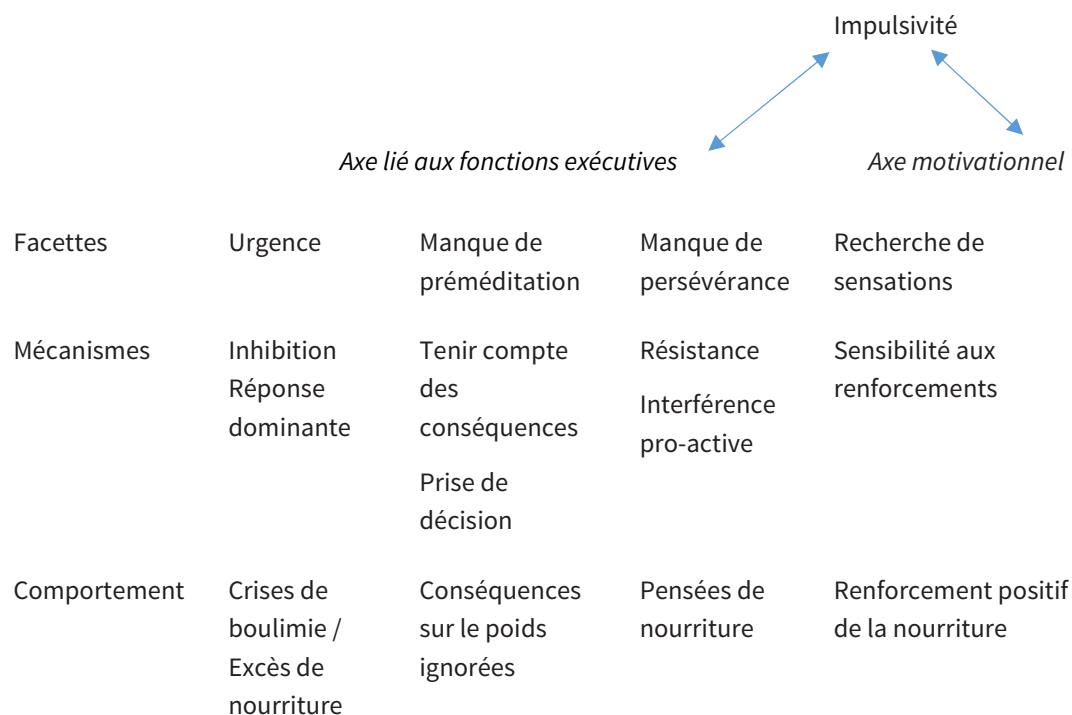 Impulsivité
Axe lié aux fonctions exécutives
Axe motivationnel
Facettes
Urgence
Manque de
préméditation
Manque de
persévérance
Recherche de
sensations
Mécanismes
Inhibition
Réponse
dominante
Tenir compte
des
conséquences
Prise de
décision
Résistance
Interférence
pro-active
Sensibilité aux
renforcements
Comportement
Crises de
boulimie /
Excès de
nourriture
Conséquences
sur le poids
ignorées
Pensées de
nourriture
Renforcement positif
de la nourriture